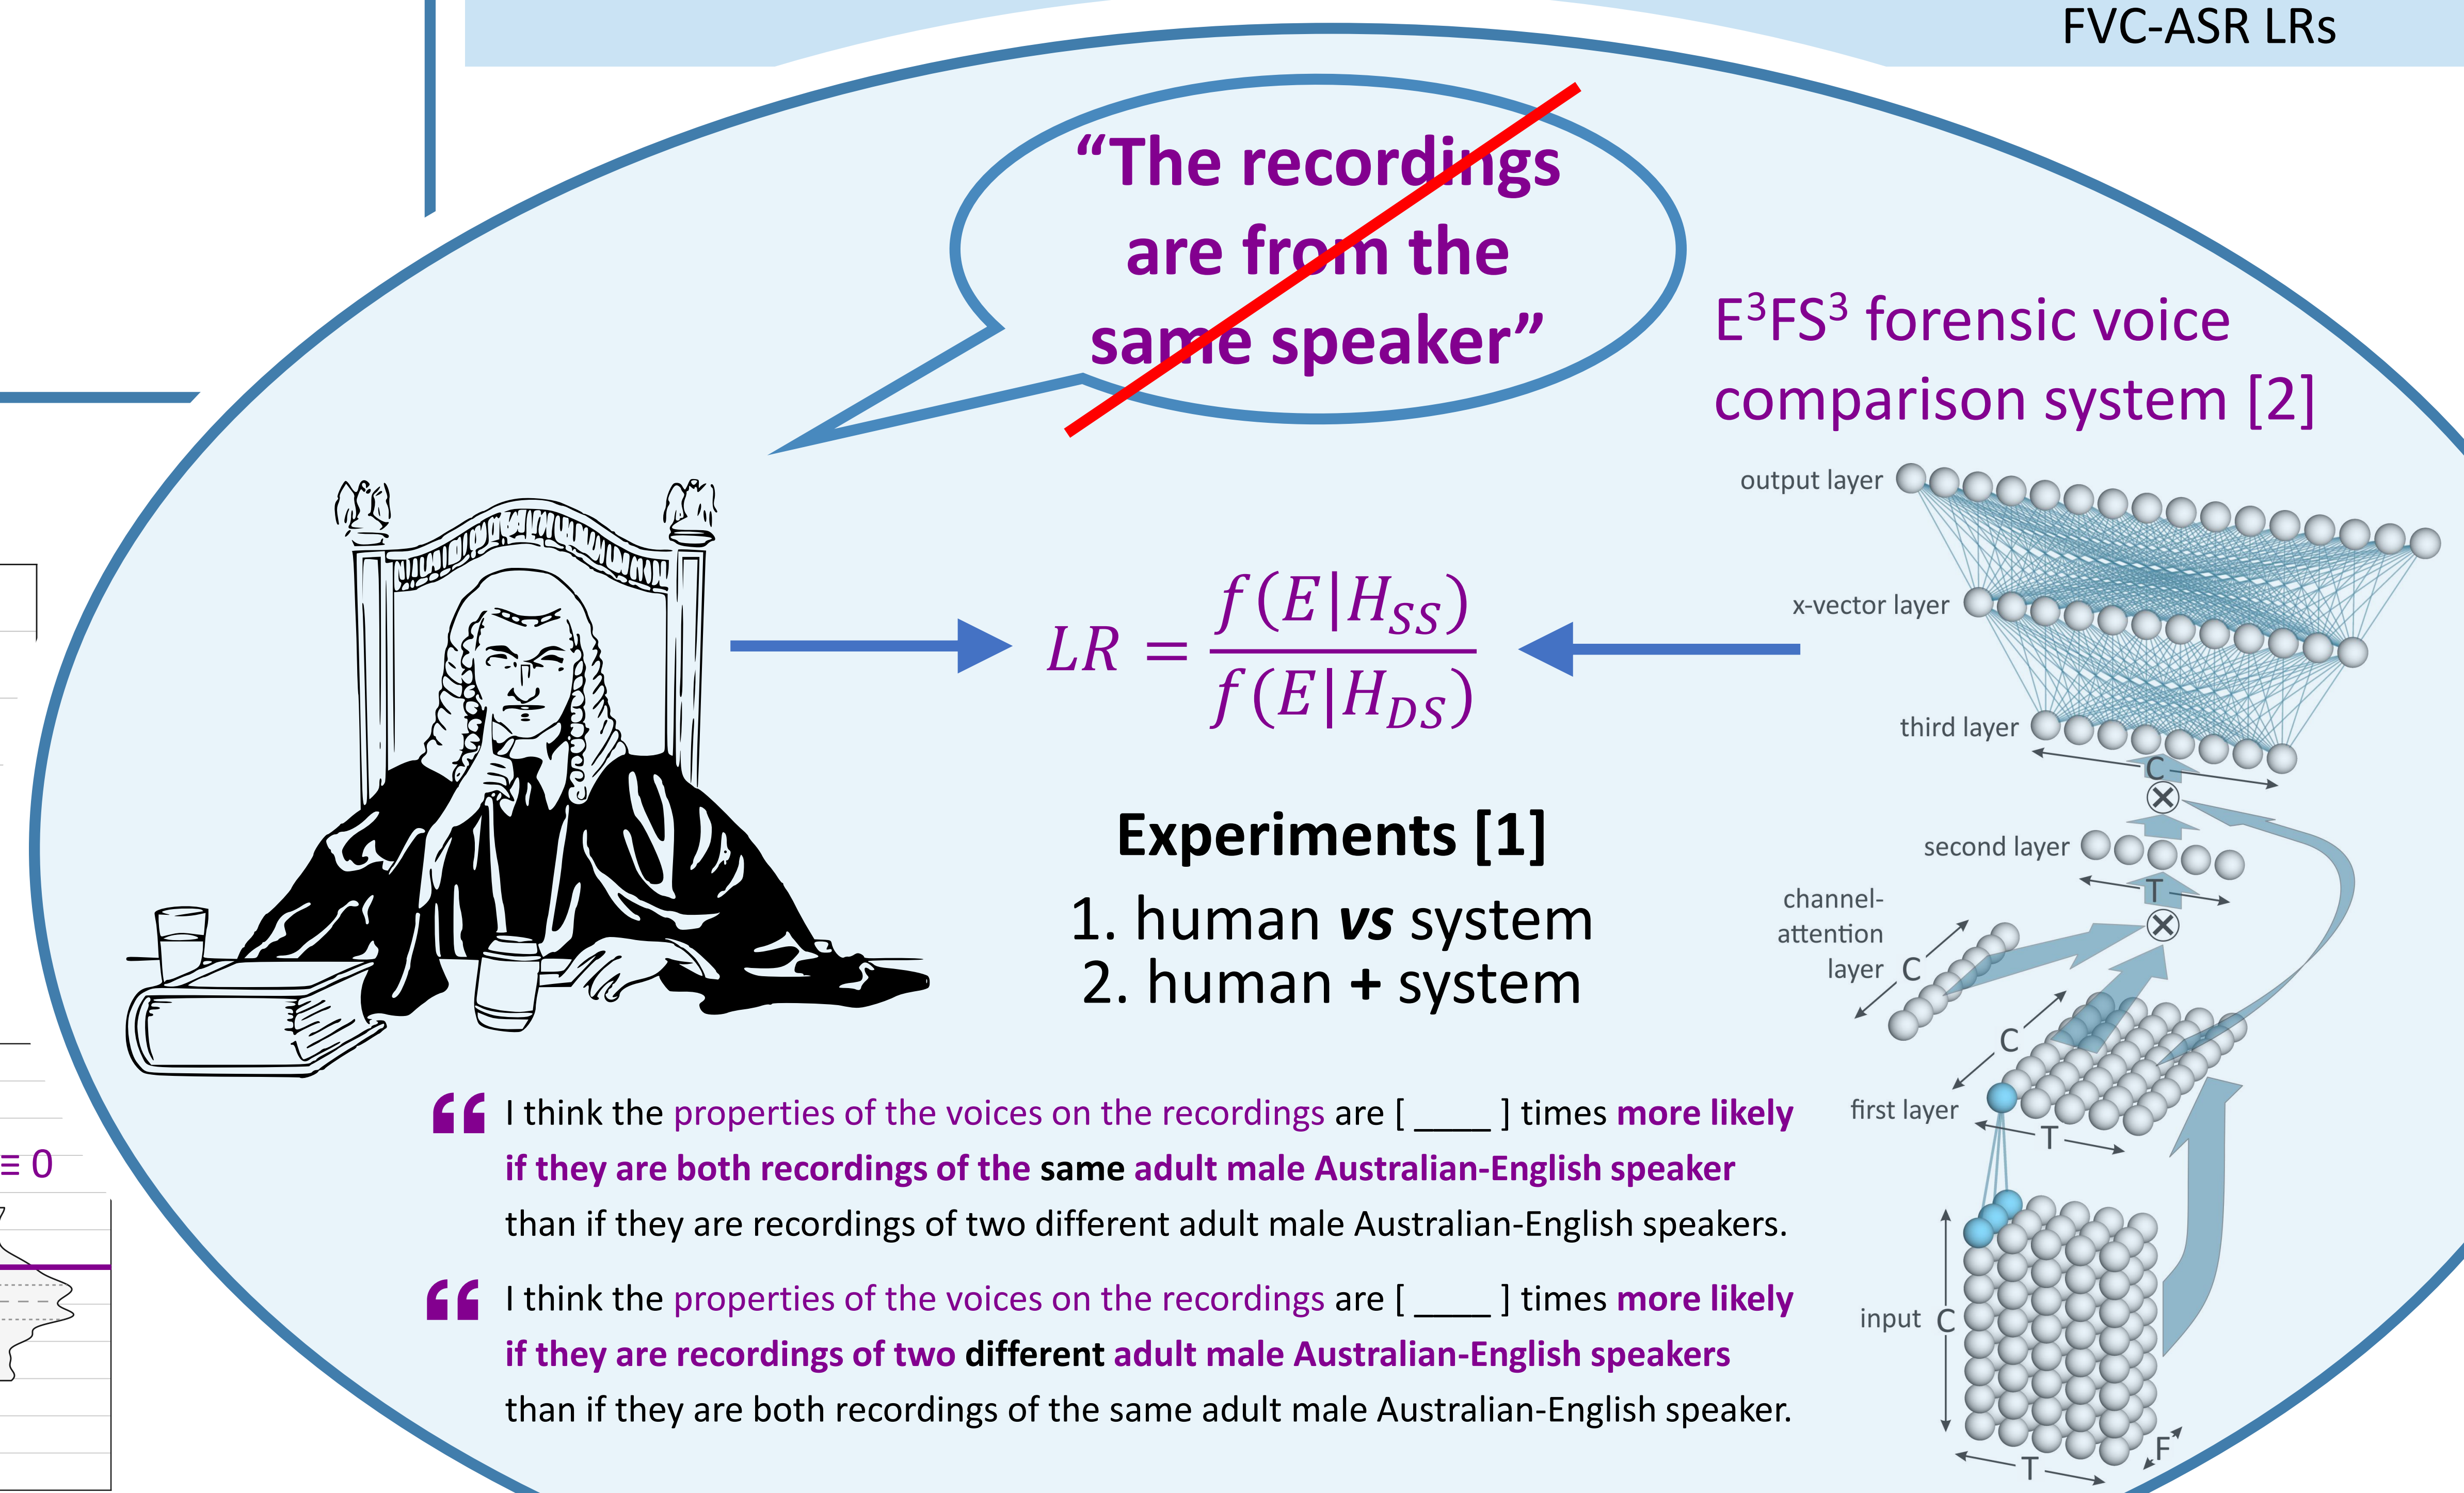 FVC-ASR LRs
“The recordings
are from the
same speaker”
E³FS³ forensic voice
comparison system [2]
output layer
x-vector layer
third layer
C
second layer
T
channel-
attention
layer
C
C
first layer
T
input
C
T
F
LR = f(E|H_SS) / f(E|H_DS)
Experiments [1]
1. human vs system
2. human + system
“ I think the properties of the voices on the recordings are [ ____ ] times more likely
if they are both recordings of the same adult male Australian-English speaker
than if they are recordings of two different adult male Australian-English speakers.
“ I think the properties of the voices on the recordings are [ ____ ] times more likely
if they are recordings of two different adult male Australian-English speakers
than if they are both recordings of the same adult male Australian-English speaker.
≡ 0